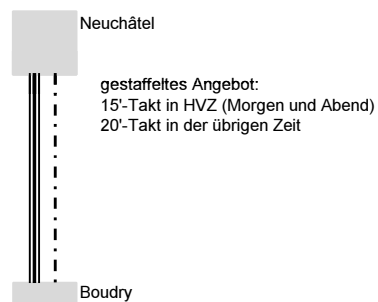 Neuchâtel
gestaffeltes Angebot:
15'-Takt in HVZ (Morgen und Abend)
20'-Takt in der übrigen Zeit
Boudry